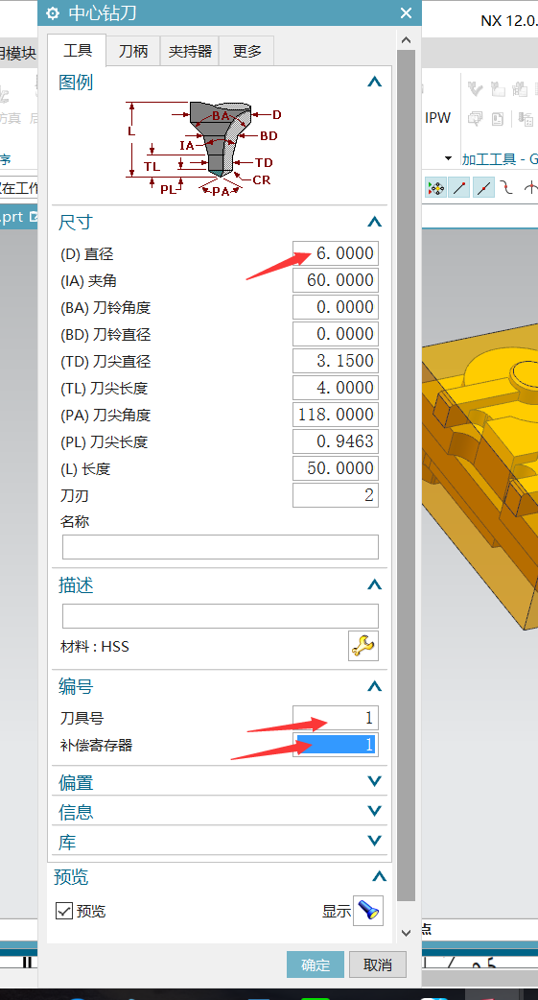 中心钻刀
NX 12.0.
用模块
工具 刀柄 夹持器 更多
图例
BA D
L IA BD
TL TD
PL PA CR
仿真
IPW
序
加工工具 - G
尺寸
.prt
(D) 直径 6.0000
(IA) 夹角 60.0000
(BA) 刀铃角度 0.0000
(BD) 刀铃直径 0.0000
(TD) 刀尖直径 3.1500
(TL) 刀尖长度 4.0000
(PA) 刀尖角度 118.0000
(PL) 刀尖长度 0.9463
(L) 长度 50.0000
刀刃 2
名称
描述
材料 : HSS
编号
刀具号 1
补偿寄存器 1
偏置
信息
库
预览
预览 显示
点
确定 取消